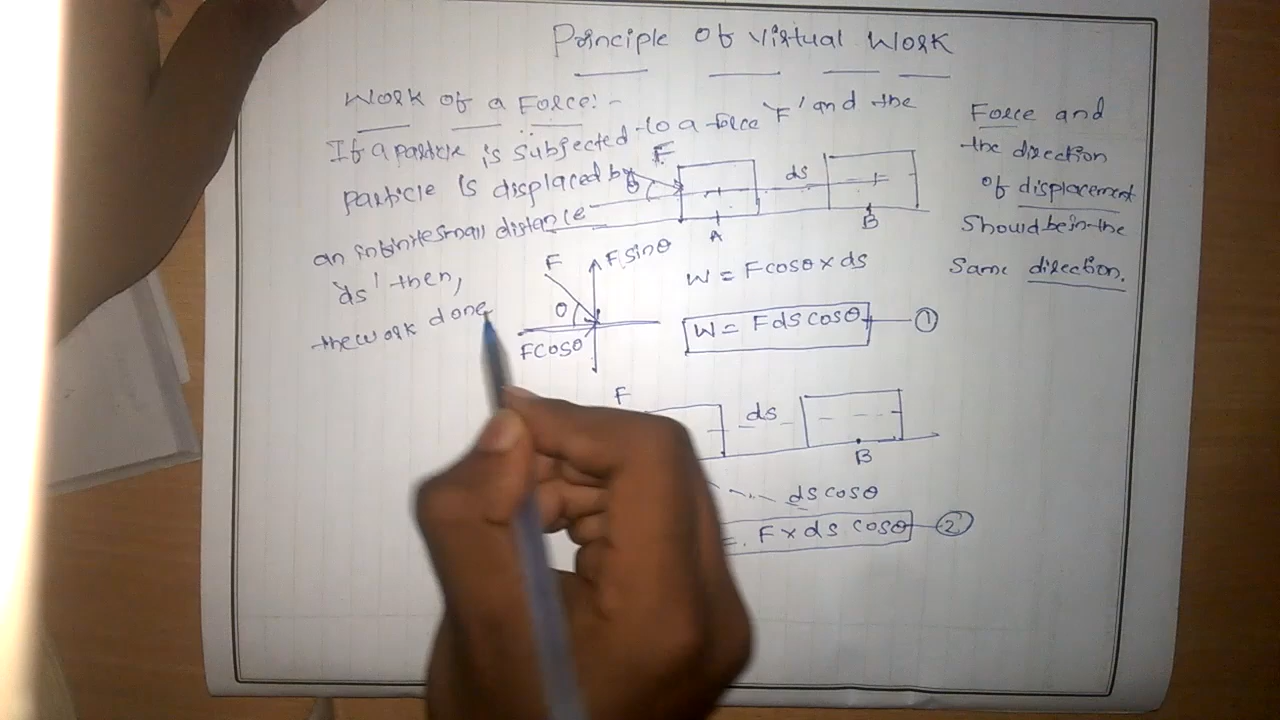 Principle of virtual work
Work of a Force:-
If a particle is subjected to a force 'F' and the
particle is displaced by
an infinitesmall distance
'ds' then,
the work done
F
θ
ds
A
B
F
F sinθ
θ
F cosθ
W = F cosθ × ds
W = F ds cosθ
1
Force and
the direction
of displacement
Should be in the
Same direction.
F
ds
B
ds cosθ
= F × ds cosθ
2